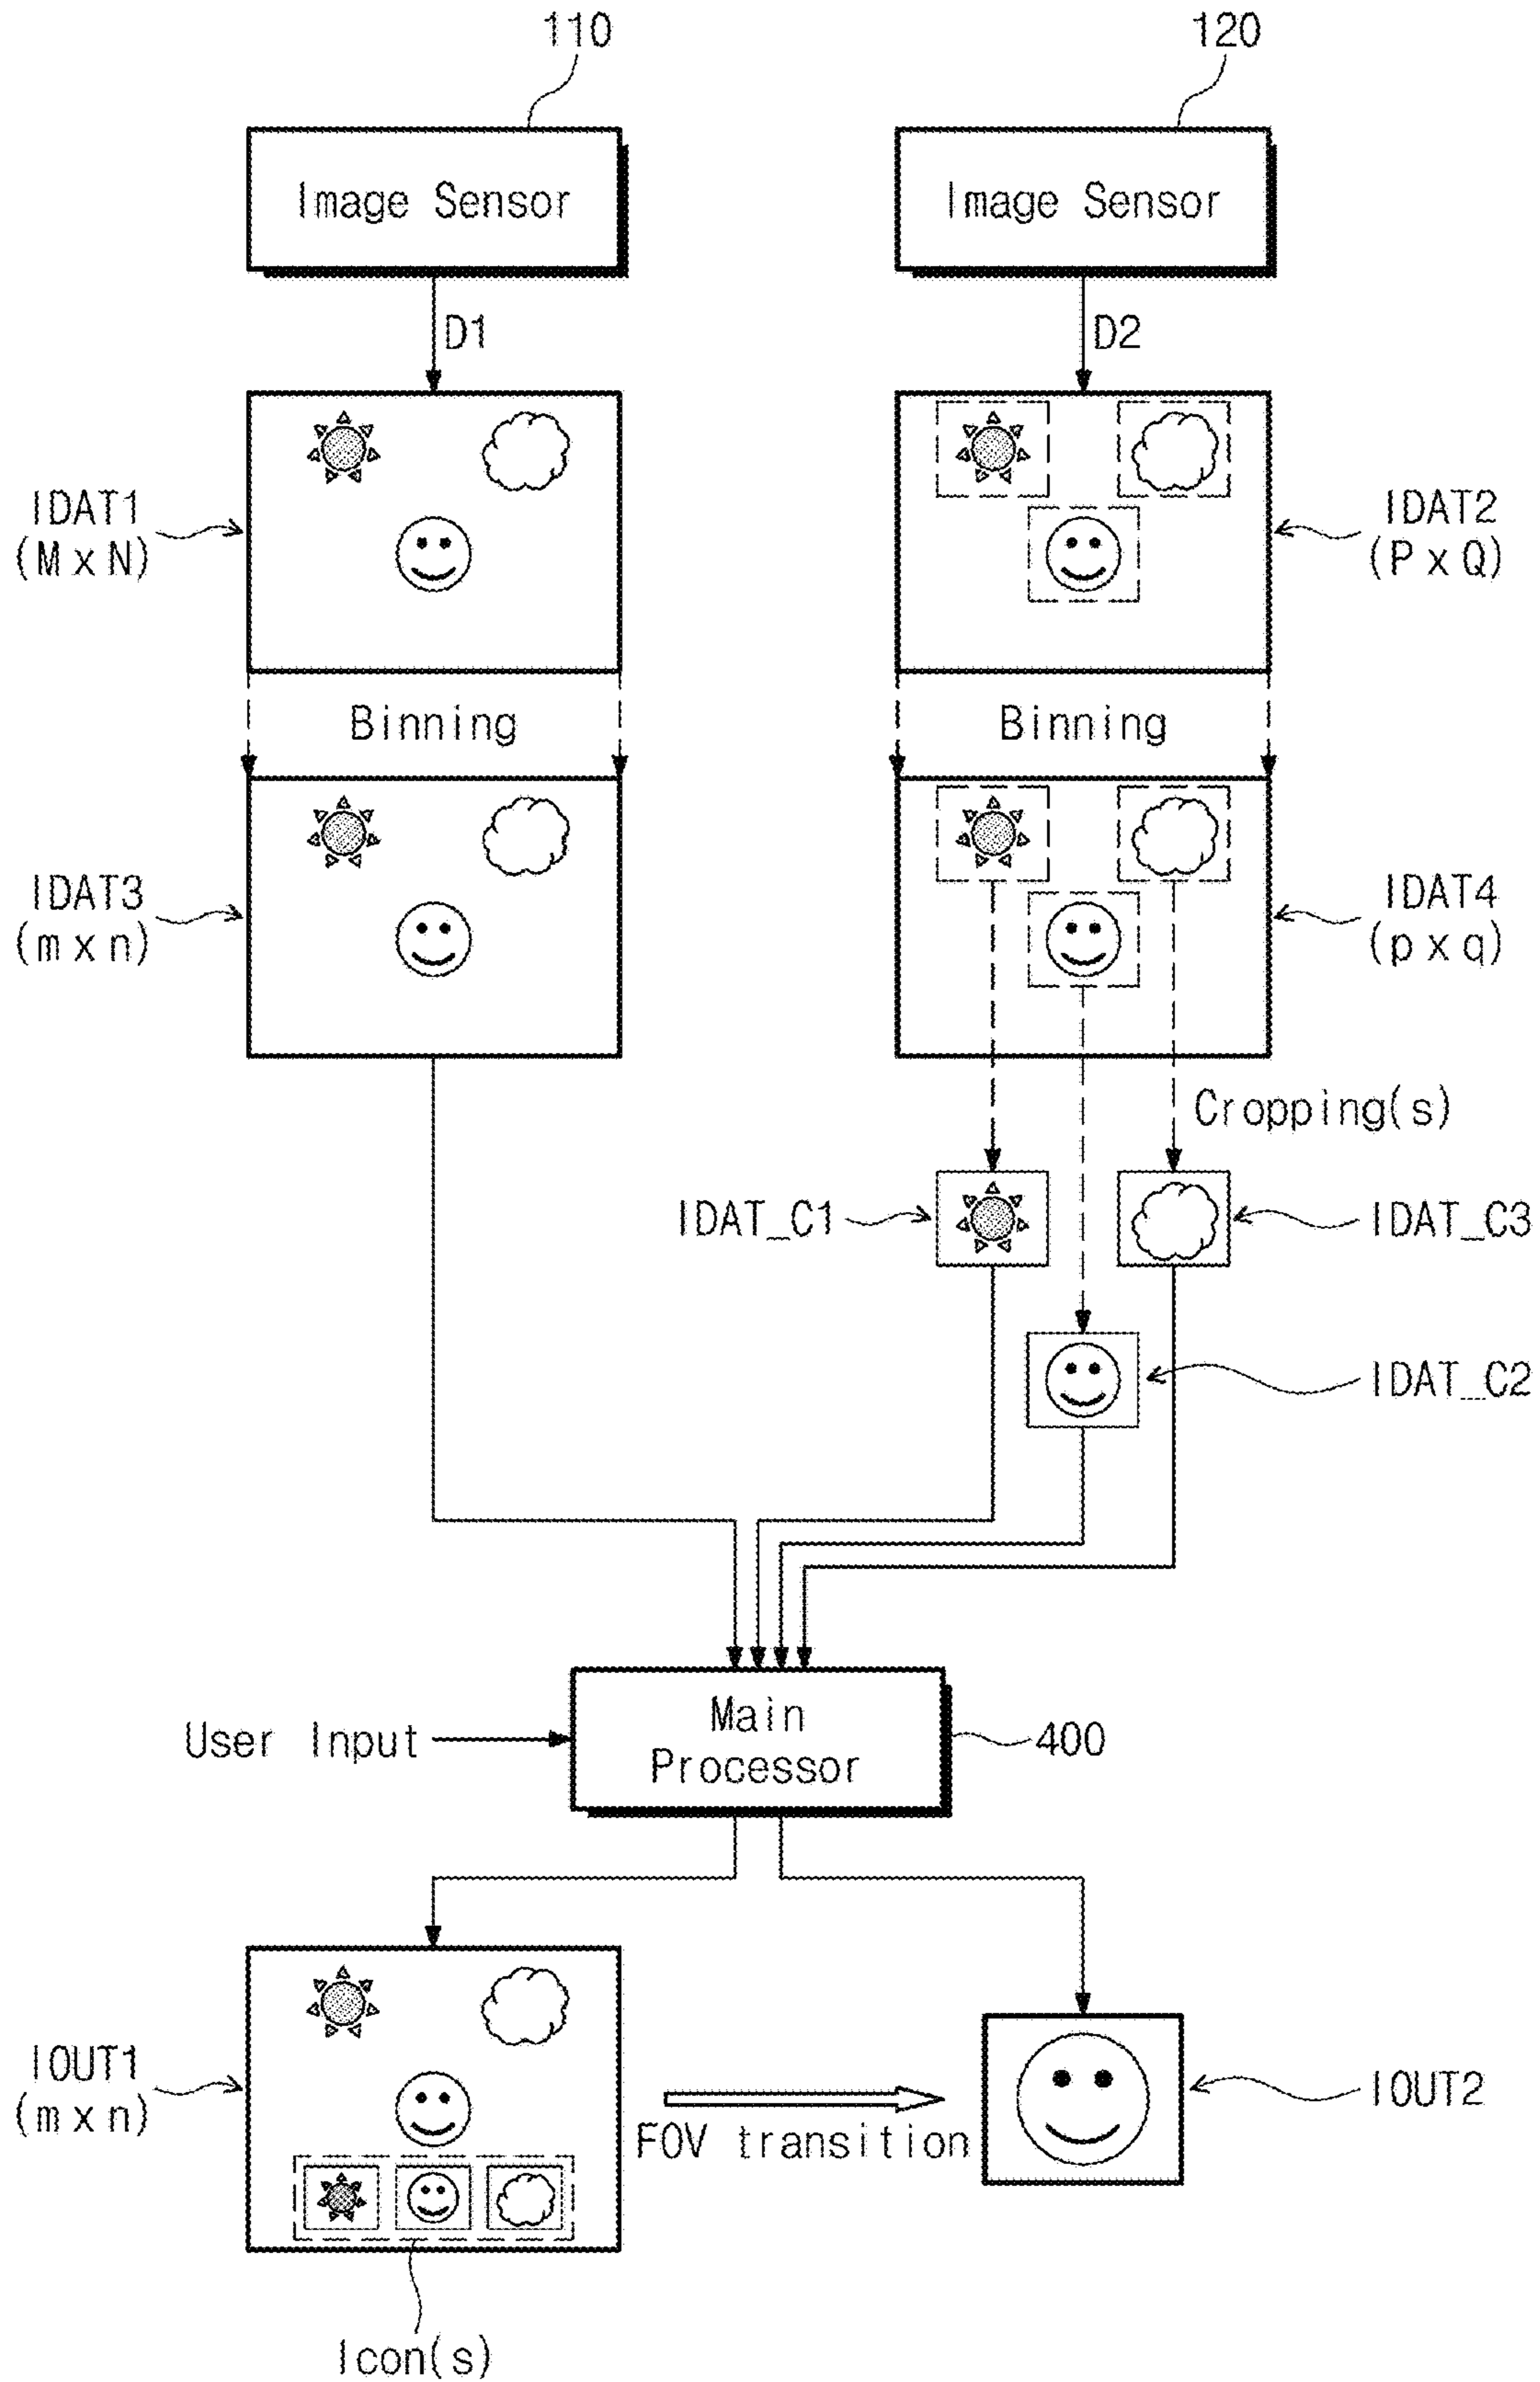 110
120
Image Sensor
Image Sensor
D1
D2
IDAT1
(M x N)
IDAT2
(P x Q)
Binning
Binning
IDAT3
(m x n)
IDAT4
(p x q)
Cropping(s)
IDAT_C1
IDAT_C3
IDAT_C2
User Input
Main
Processor
400
IOUT1
(m x n)
FOV transition
IOUT2
Icon(s)